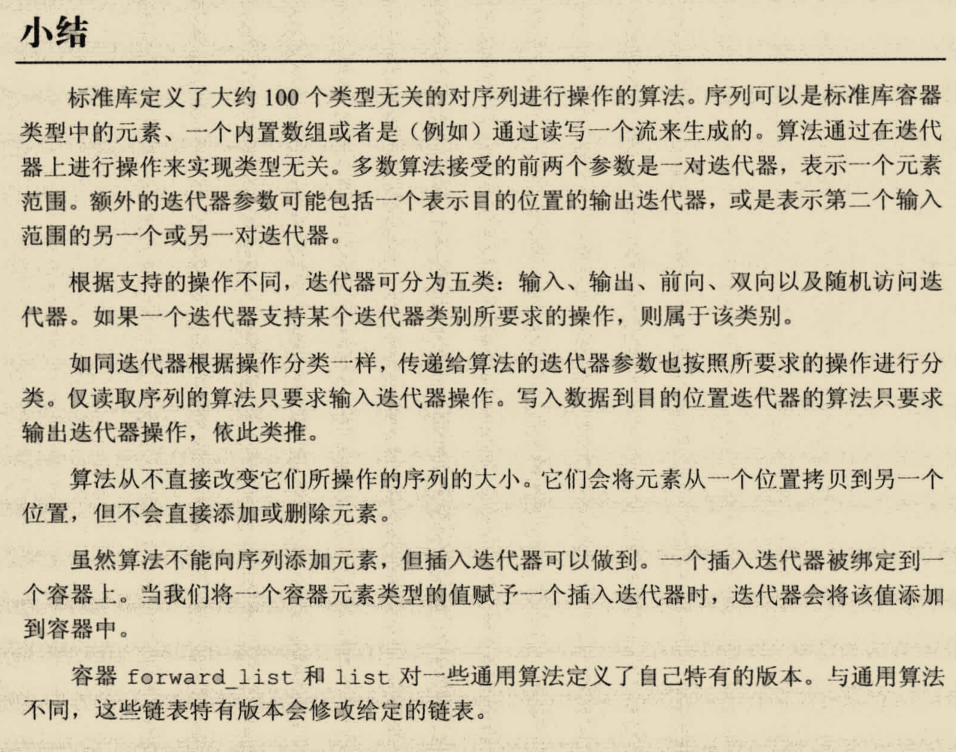 小结
标准库定义了大约 100 个类型无关的对序列进行操作的算法。序列可以是标准库容器
类型中的元素、一个内置数组或者是（例如）通过读写一个流来生成的。算法通过在迭代
器上进行操作来实现类型无关。多数算法接受的前两个参数是一对迭代器，表示一个元素
范围。额外的迭代器参数可能包括一个表示目的位置的输出迭代器，或是表示第二个输入
范围的另一个或另一对迭代器。
根据支持的操作不同，迭代器可分为五类：输入、输出、前向、双向以及随机访问迭
代器。如果一个迭代器支持某个迭代器类别所要求的操作，则属于该类别。
如同迭代器根据操作分类一样，传递给算法的迭代器参数也按照所要求的操作进行分
类。仅读取序列的算法只要求输入迭代器操作。写入数据到目的位置迭代器的算法只要求
输出迭代器操作，依此类推。
算法从不直接改变它们所操作的序列的大小。它们会将元素从一个位置拷贝到另一个
位置，但不会直接添加或删除元素。
虽然算法不能向序列添加元素，但插入迭代器可以做到。一个插入迭代器被绑定到一
个容器上。当我们将一个容器元素类型的值赋予一个插入迭代器时，迭代器会将该值添加
到容器中。
容器 forward_list 和 list 对一些通用算法定义了自己特有的版本。与通用算法
不同，这些链表特有版本会修改给定的链表。